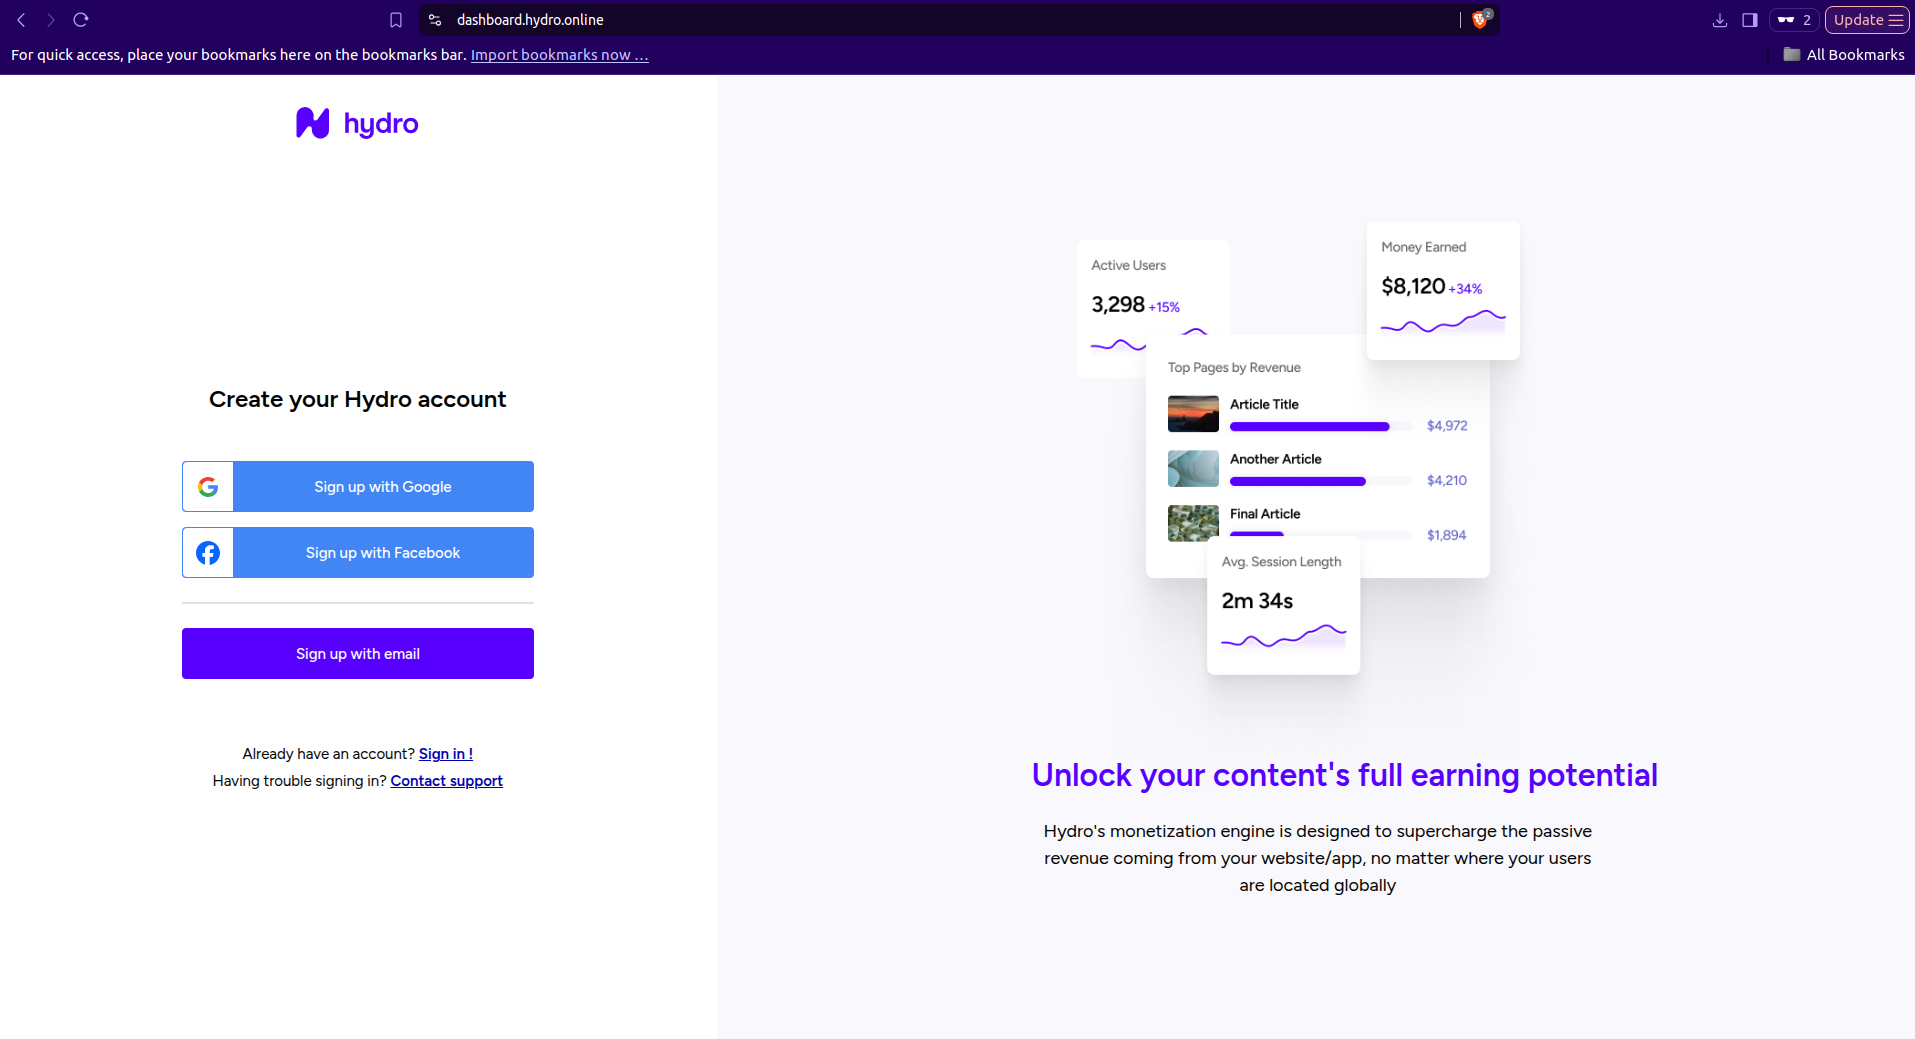 dashboard.hydro.online
2
2
Update
For quick access, place your bookmarks here on the bookmarks bar. Import bookmarks now ...
All Bookmarks
hydro
Create your Hydro account
Sign up with Google
Sign up with Facebook
Sign up with email
Already have an account? Sign in !
Having trouble signing in? Contact support
Active Users
3,298 +15%
Money Earned
$8,120 +34%
Top Pages by Revenue
Article Title
$4,972
Another Article
$4,210
Final Article
$1,894
Avg. Session Length
2m 34s
Unlock your content's full earning potential
Hydro's monetization engine is designed to supercharge the passive
revenue coming from your website/app, no matter where your users
are located globally